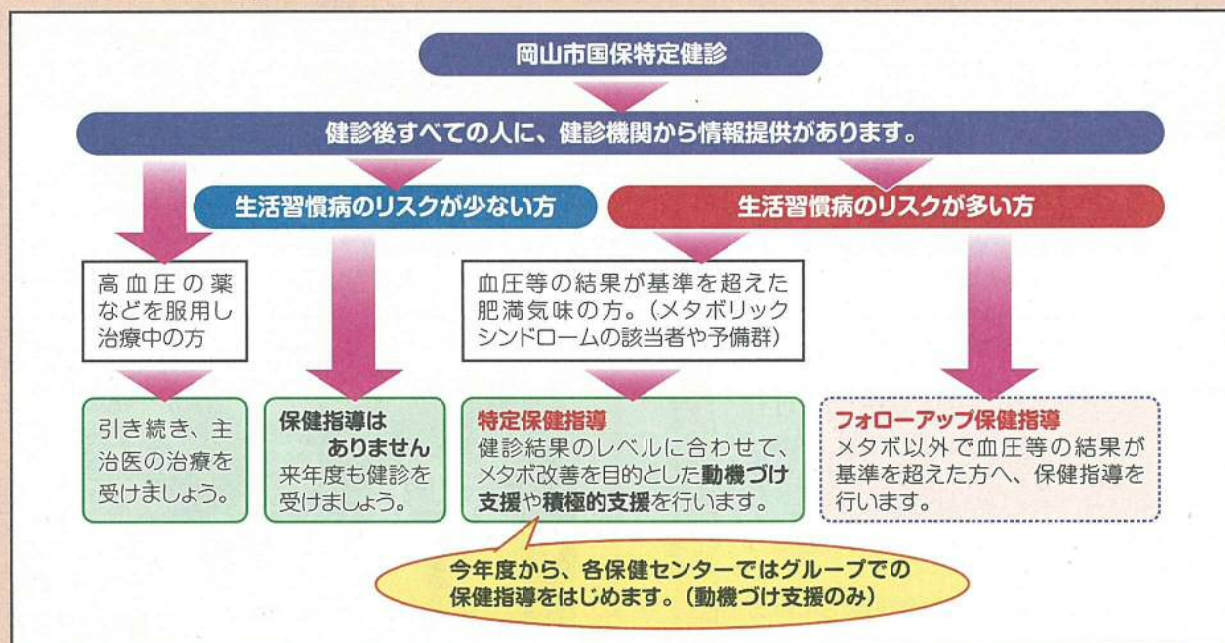 岡山市国保特定健診
健診後すべての人に、健診機関から情報提供があります。
生活習慣病のリスクが少ない方
生活習慣病のリスクが多い方
高血圧の薬
などを服用し
治療中の方
血圧等の結果が基準を超えた
肥満気味の方。(メタボリック
シンドロームの該当者や予備群)
引き続き、主
治医の治療を
受けましょう。
保健指導は
ありません
来年度も健診を
受けましょう。
特定保健指導
健診結果のレベルに合わせて、
メタボ改善を目的とした動機づけ
支援や積極的支援を行います。
フォローアップ保健指導
メタボ以外で血圧等の結果が
基準を超えた方へ、保健指導を
行います。
今年度から、各保健センターではグループでの
保健指導をはじめます。(動機づけ支援のみ)